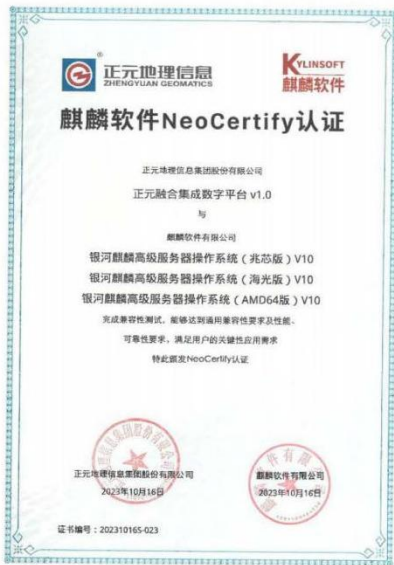 正元地理信息
ZHENGYUAN GEOMATICS
KYLINSOFT
麒麟软件
麒麟软件NeoCertify认证
正元地理信息集团股份有限公司
正元融合集成数字平台 v1.0
与
麒麟软件有限公司
银河麒麟高级服务器操作系统（兆芯版）V10
银河麒麟高级服务器操作系统（海光版）V10
银河麒麟高级服务器操作系统（AMD64版）V10
完成兼容性测试，能够达到通用兼容性要求及性能、
可靠性要求，满足用户的关键性应用需求
特此颁发NeoCertify认证
正元地理信息集团股份有限公司
2023年10月16日
麒麟软件有限公司
2023年10月16日
证书编号：202310165-023